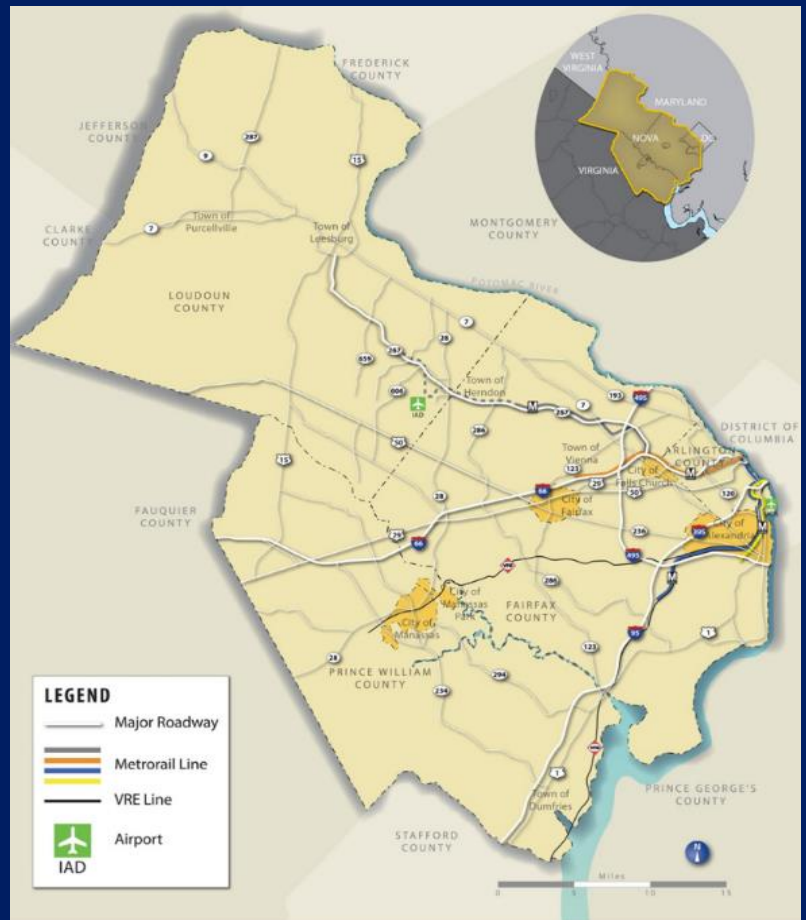 WEST
VIRGINIA
MARYLAND
NOVA
DC
VIRGINIA
FREDERICK
COUNTY
JEFFERSON
COUNTY
287
9
15
CLARKE
COUNTY
7
Town of
Purcellville
Town of
Leesburg
MONTGOMERY
COUNTY
POTOMAC RIVER
LOUDOUN
COUNTY
7
28
267
659
606
Town of
Herndon
IAD
M
267
7
193
495
286
DISTRICT OF
COLUMBIA
50
15
Town of
Vienna
ARLINGTON
COUNTY
M
123
29
50
City of
Falls Church
120
66
City of
Fairfax
28
FAUQUIER
COUNTY
29
66
236
395
City of
Alexandria
M
495
VRE
286
M
City of
Manassas
Park
City of
Manassas
FAIRFAX
COUNTY
95
1
123
28
PRINCE WILLIAM
COUNTY
234
294
VRE
1
Town of
Dumfries
PRINCE GEORGE'S
COUNTY
STAFFORD
COUNTY
LEGEND
Major Roadway
Metrorail Line
VRE Line
Airport
IAD
N
Miles
0 5 10 15